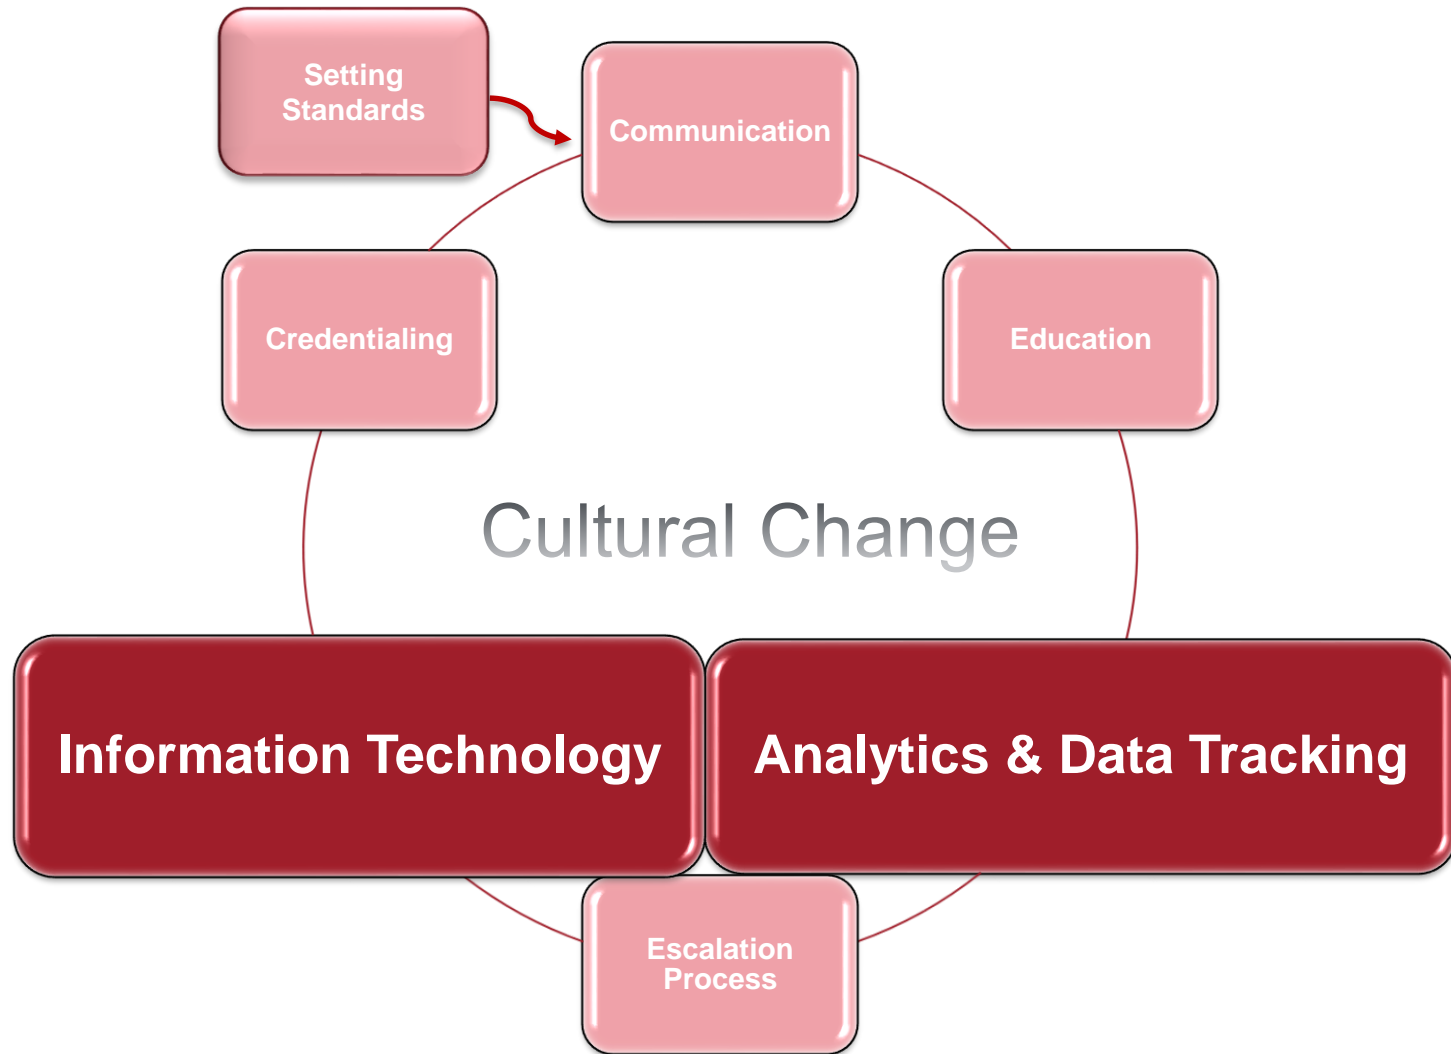 Setting
Standards
Communication
Credentialing
Education
Cultural Change
Information Technology
Analytics & Data Tracking
Escalation
Process